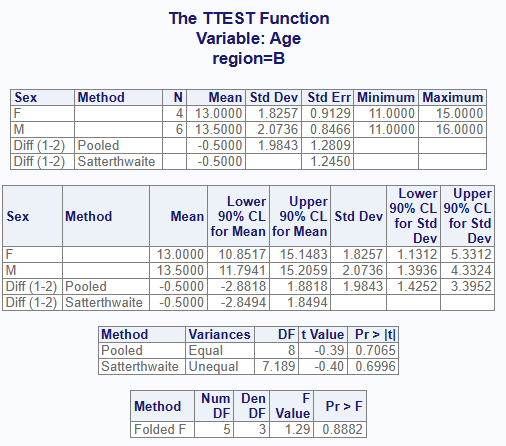 The TTEST Function
Variable: Age
region=B
Sex Method N Mean Std Dev Std Err Minimum Maximum
F 4 13.0000 1.8257 0.9129 11.0000 15.0000
M 6 13.5000 2.0736 0.8466 11.0000 16.0000
Diff (1-2) Pooled -0.5000 1.9843 1.2809
Diff (1-2) Satterthwaite -0.5000 1.2450
Sex Method Mean Lower 90% CL for Mean Upper 90% CL for Mean Std Dev Lower 90% CL for Std Dev Upper 90% CL for Std Dev
F 13.0000 10.8517 15.1483 1.8257 1.1312 5.3312
M 13.5000 11.7941 15.2059 2.0736 1.3936 4.3324
Diff (1-2) Pooled -0.5000 -2.8818 1.8818 1.9843 1.4252 3.3952
Diff (1-2) Satterthwaite -0.5000 -2.8494 1.8494
Method Variances DF t Value Pr > |t|
Pooled Equal 8 -0.39 0.7065
Satterthwaite Unequal 7.189 -0.40 0.6996
Method Num DF Den DF F Value Pr > F
Folded F 5 3 1.29 0.8882